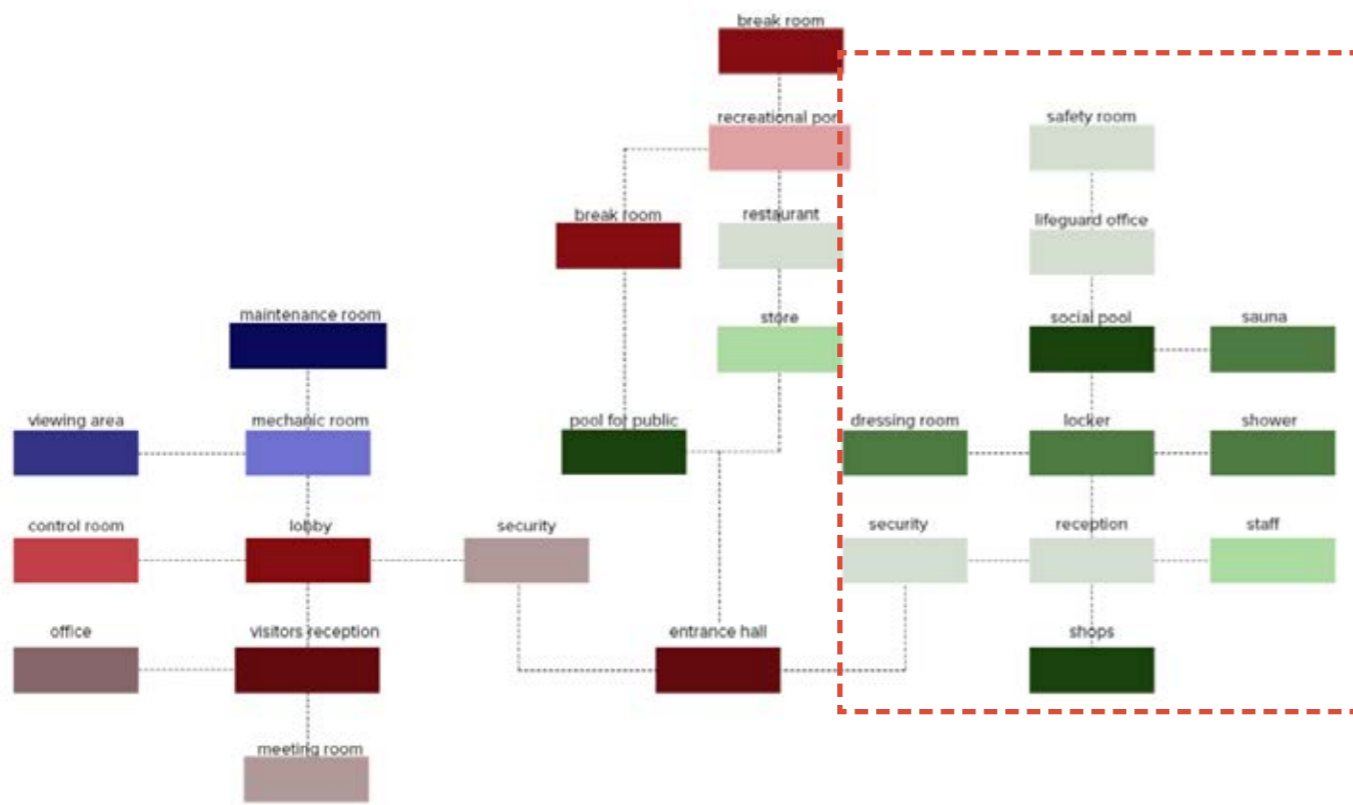 break room
recreational por
safety room
break room
restaurant
lifeguard office
maintenance room
store
social pool
sauna
viewing area
mechanic room
pool for public
dressing room
locker
shower
control room
lobby
security
security
reception
staff
office
visitors reception
entrance hall
shops
meeting room